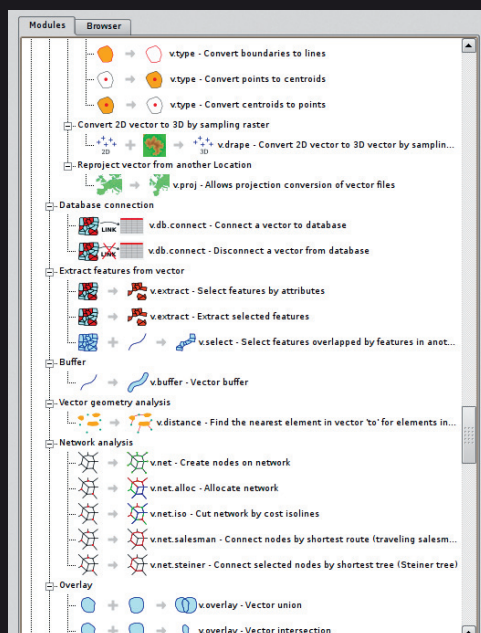 Modules Browser
v.type - Convert boundaries to lines
v.type - Convert points to centroids
v.type - Convert centroids to points
Convert 2D vector to 3D by sampling raster
2D 3D v.drape - Convert 2D vector to 3D vector by samplin...
Reproject vector from another Location
v.proj - Allows projection conversion of vector files
Database connection
LINK v.db.connect - Connect a vector to database
LINK v.db.connect - Disconnect a vector from database
Extract features from vector
v.extract - Select features by attributes
v.extract - Extract selected features
v.select - Select features overlapped by features in anot...
Buffer
v.buffer - Vector buffer
Vector geometry analysis
v.distance - Find the nearest element in vector 'to' for elements in...
Network analysis
v.net - Create nodes on network
v.net.alloc - Allocate network
v.net.iso - Cut network by cost isolines
v.net.salesman - Connect nodes by shortest route (traveling salesm...
v.net.steiner - Connect selected nodes by shortest tree (Steiner tree)
Overlay
v.overlay - Vector union
v.overlay - Vector intersection